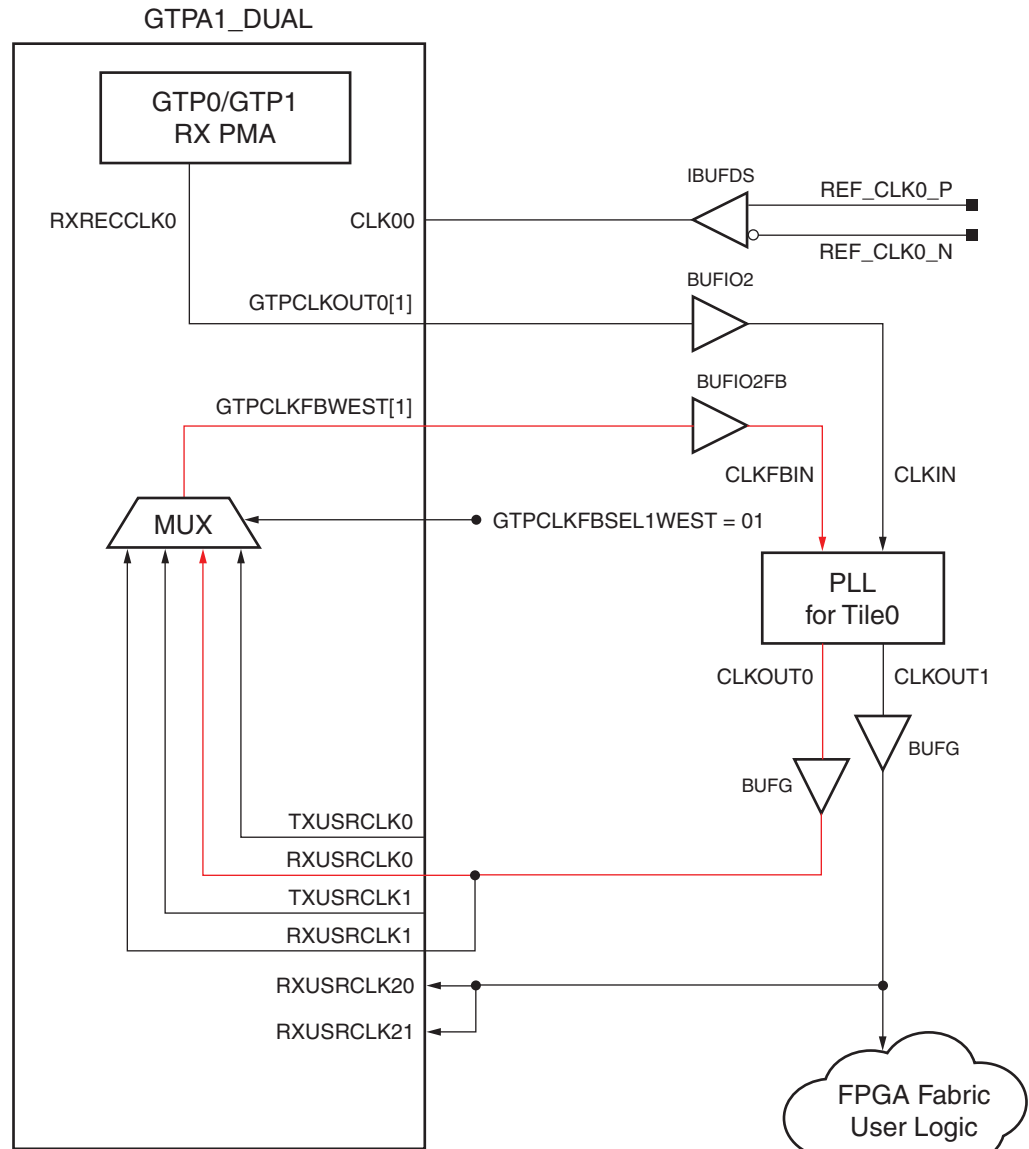 GTPA1_DUAL
GTP0/GTP1
RX PMA
IBUFDS
REF_CLK0_P
RXRECCLK0
CLK00
REF_CLK0_N
BUFIO2
GTPCLKOUT0[1]
BUFIO2FB
GTPCLKFBWEST[1]
CLKFBIN
CLKIN
MUX
GTPCLKFBSEL1WEST = 01
PLL
for Tile0
CLKOUT0
CLKOUT1
BUFG
BUFG
TXUSRCLK0
RXUSRCLK0
TXUSRCLK1
RXUSRCLK1
RXUSRCLK20
RXUSRCLK21
FPGA Fabric
User Logic